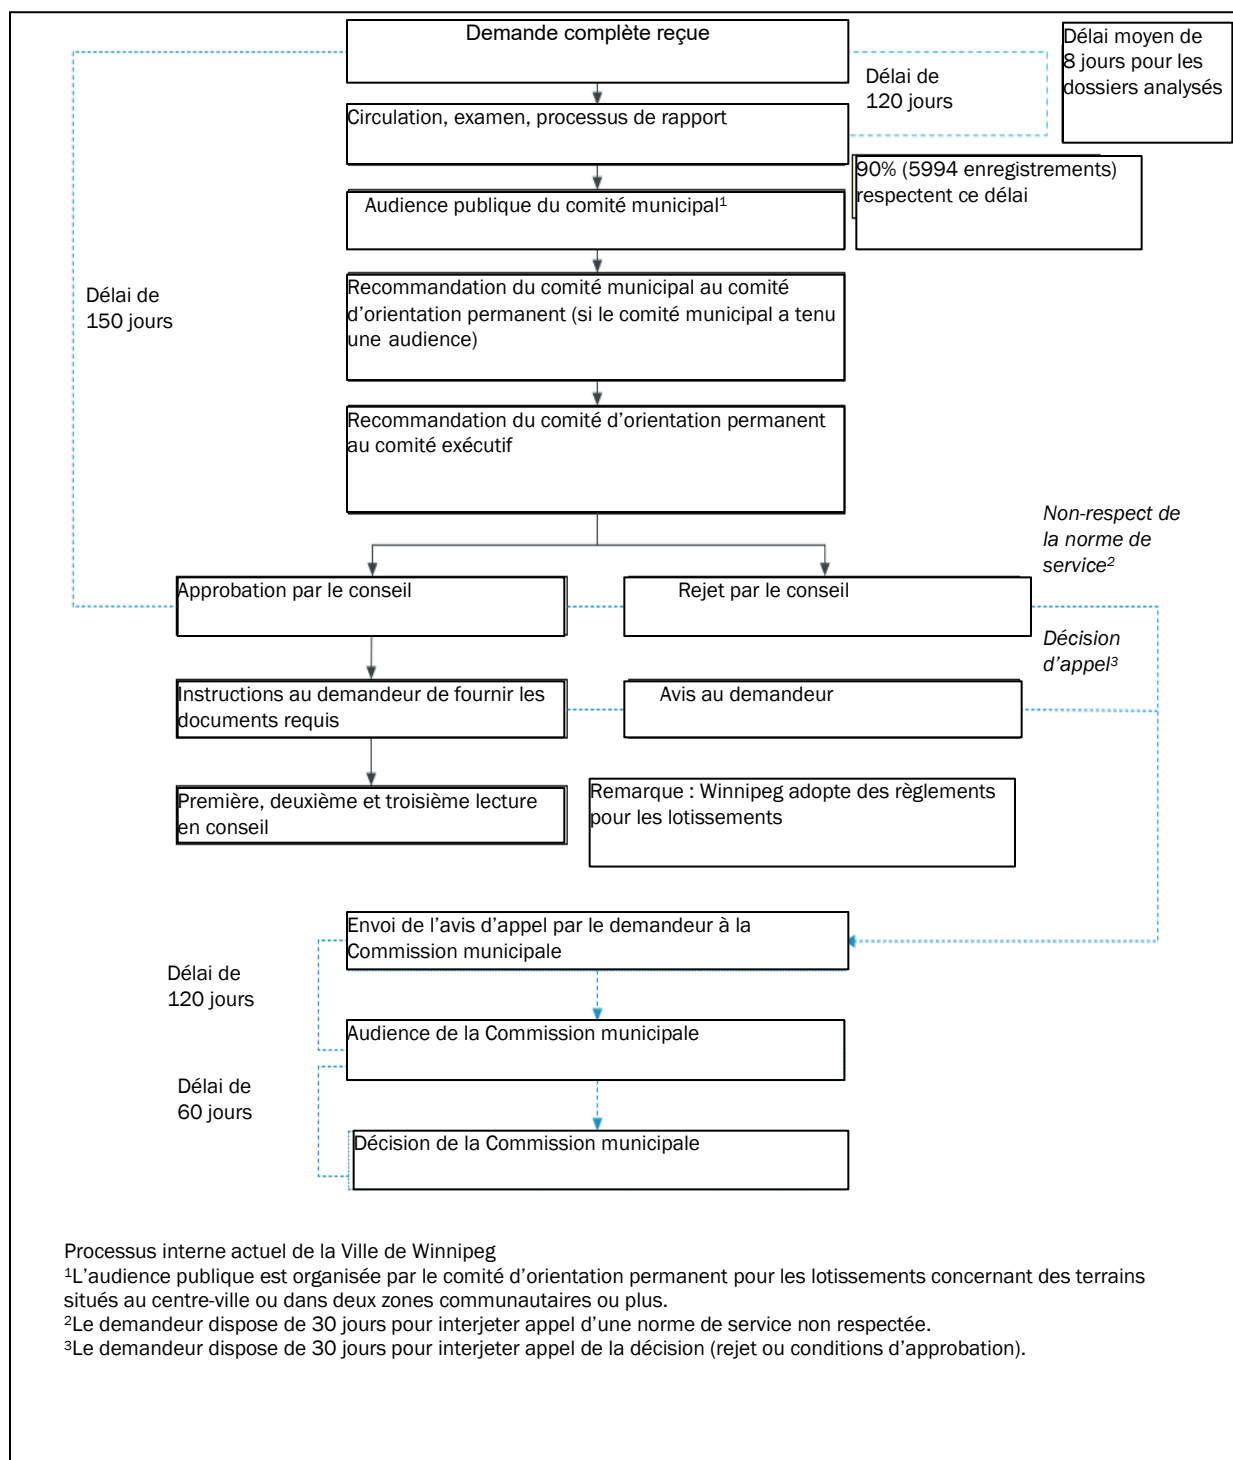 Demande complète reçue
Délai moyen de
8 jours pour les
dossiers analysés
Délai de
120 jours
Circulation, examen, processus de rapport
90% (5994 enregistrements)
respectent ce délai
Audience publique du comité municipal¹
Délai de
150 jours
Recommandation du comité municipal au comité
d’orientation permanent (si le comité municipal a tenu
une audience)
Recommandation du comité d’orientation permanent
au comité exécutif
Non-respect de
la norme de
service²
Approbation par le conseil
Rejet par le conseil
Décision
d’appel³
Instructions au demandeur de fournir les
documents requis
Avis au demandeur
Première, deuxième et troisième lecture
en conseil
Remarque : Winnipeg adopte des règlements
pour les lotissements
Envoi de l’avis d’appel par le demandeur à la
Commission municipale
Délai de
120 jours
Audience de la Commission municipale
Délai de
60 jours
Décision de la Commission municipale
Processus interne actuel de la Ville de Winnipeg
¹L’audience publique est organisée par le comité d’orientation permanent pour les lotissements concernant des terrains
situés au centre-ville ou dans deux zones communautaires ou plus.
²Le demandeur dispose de 30 jours pour interjeter appel d’une norme de service non respectée.
³Le demandeur dispose de 30 jours pour interjeter appel de la décision (rejet ou conditions d’approbation).